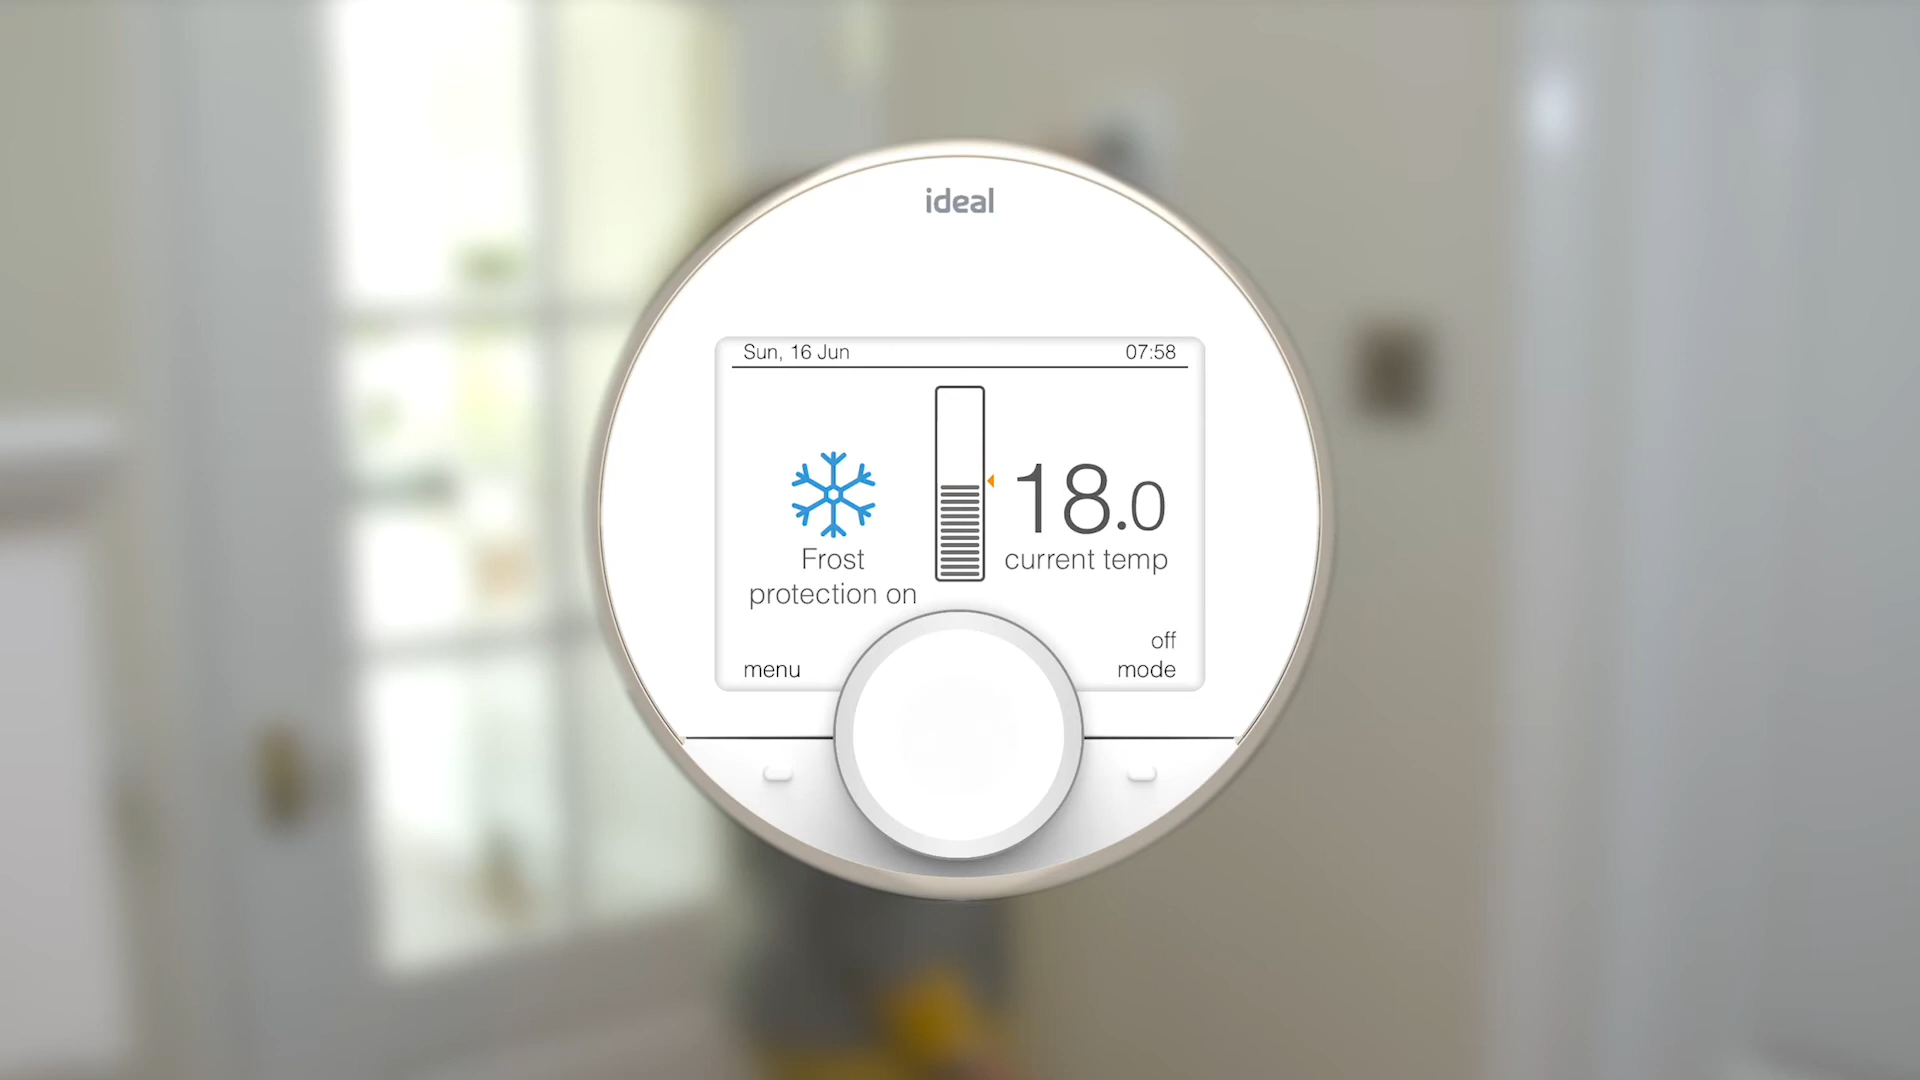 ideal
Sun, 16 Jun 07:58
18.0
Frost
protection on
current temp
off
menu mode